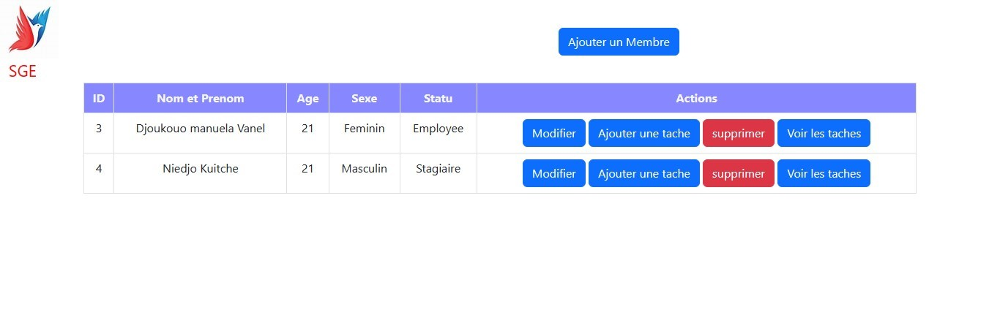 Ajouter un Membre
SGE
ID Nom et Prenom Age Sexe Statu Actions
3 Djoukouo manuela Vanel 21 Feminin Employee Modifier Ajouter une tache supprimer Voir les taches
4 Niedjo Kuitche 21 Masculin Stagiaire Modifier Ajouter une tache supprimer Voir les taches